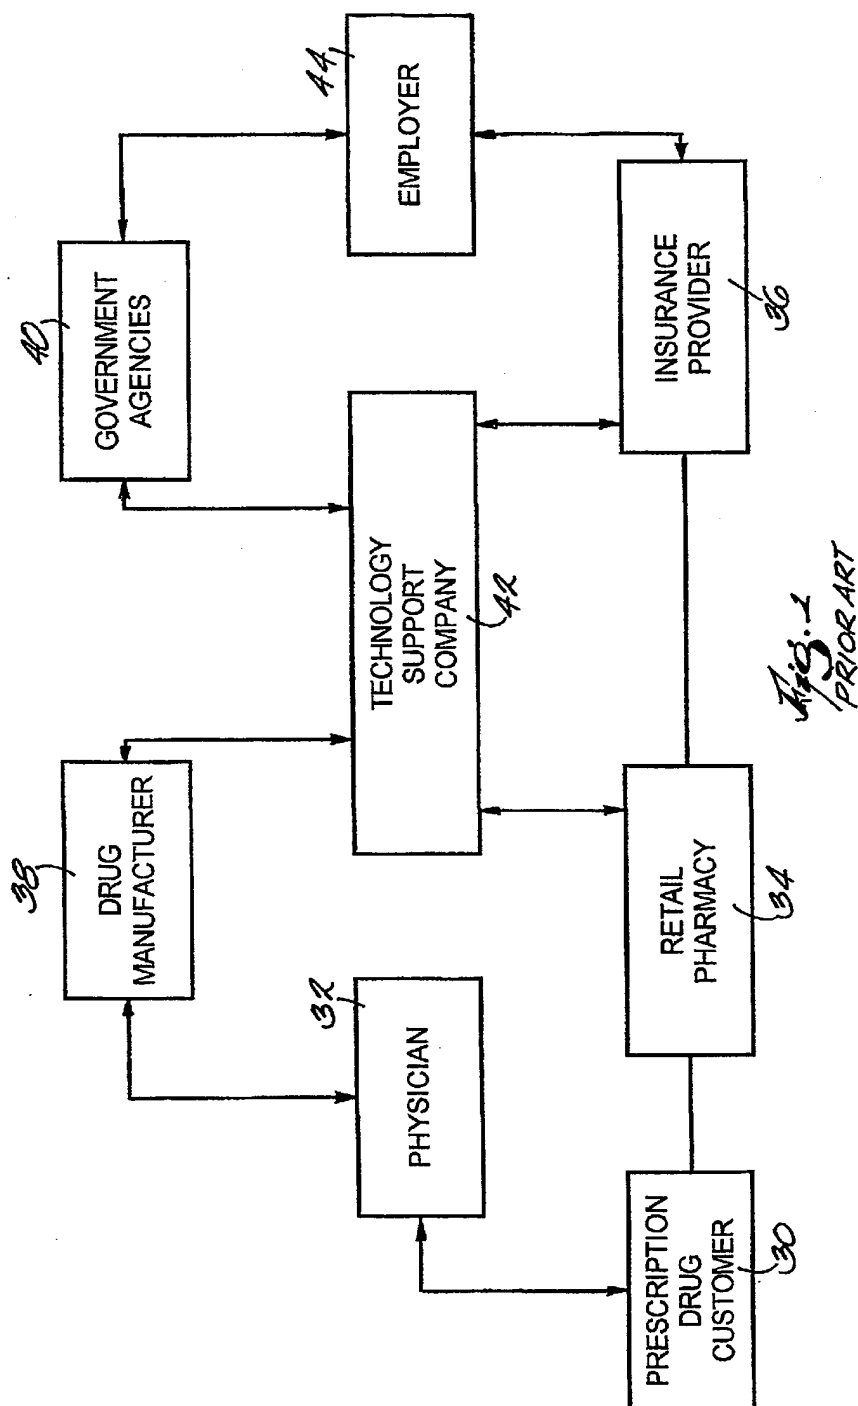 38
DRUG
MANUFACTURER
40
GOVERNMENT
AGENCIES
32
PHYSICIAN
TECHNOLOGY
SUPPORT
COMPANY
42
44
EMPLOYER
PRESCRIPTION
DRUG
CUSTOMER
30
RETAIL
PHARMACY
34
INSURANCE
PROVIDER
36
Fig. 1
PRIOR ART